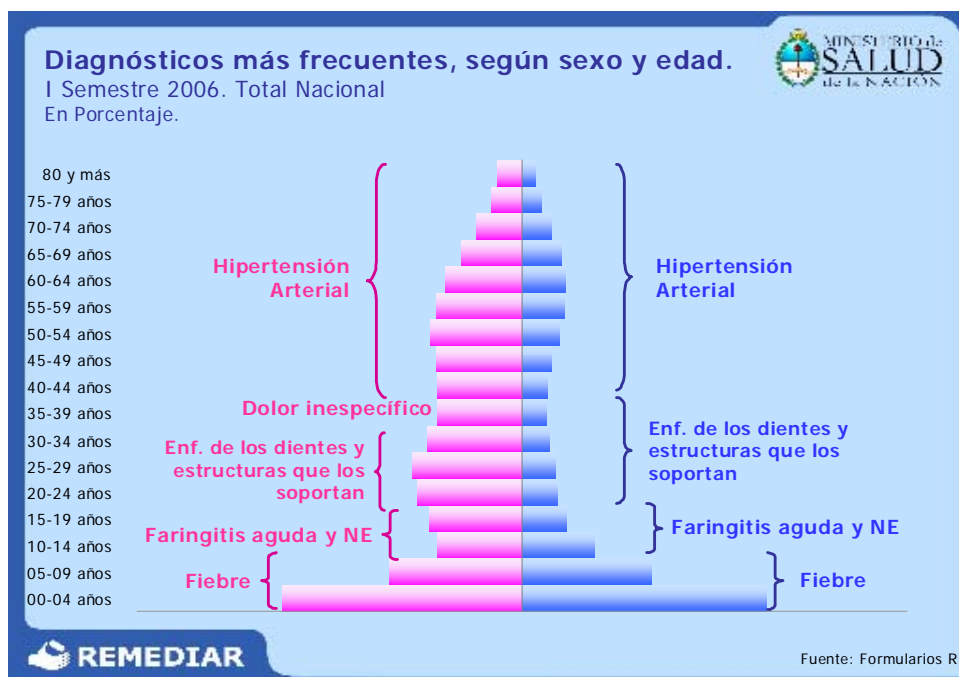 Diagnósticos más frecuentes, según sexo y edad.
I Semestre 2006. Total Nacional
En Porcentaje.
MINISTERIO de
SALUD
de la NACIÓN
80 y más
75-79 años
70-74 años
65-69 años
60-64 años
55-59 años
50-54 años
45-49 años
40-44 años
35-39 años
30-34 años
25-29 años
20-24 años
15-19 años
10-14 años
05-09 años
00-04 años
Hipertensión
Arterial
Dolor inespecífico
Enf. de los dientes y
estructuras que los
soportan
Faringitis aguda y NE
Fiebre
Hipertensión
Arterial
Enf. de los dientes y
estructuras que los
soportan
Faringitis aguda y NE
Fiebre
REMEDIAR
Fuente: Formularios R